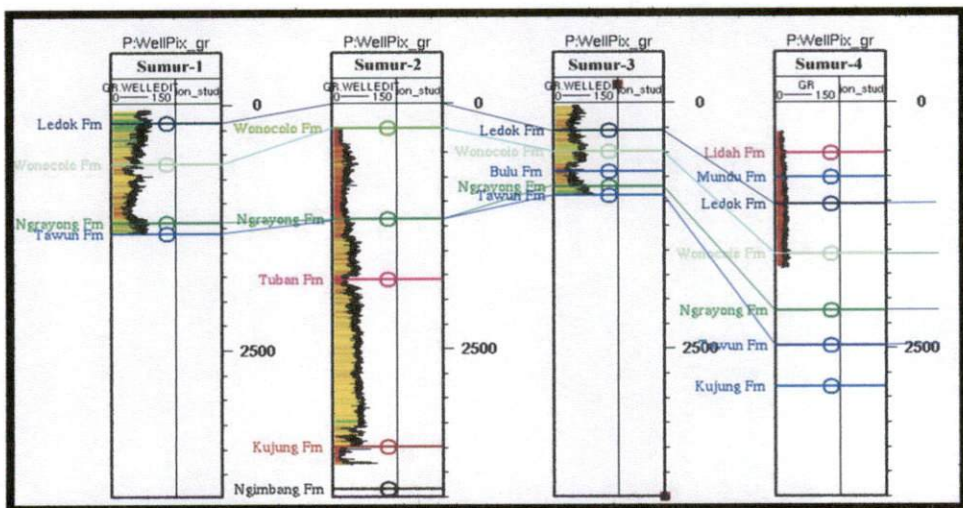 P:WellPix_gr
Sumur-1
GR.WELLEDI ion_stud
0 150
0
Ledok Fm
Wonocolo Fm
Ngrayong Fm
Tawun Fm
2500
P:WellPix_gr
Sumur-2
GR.WELLEDI ion_stud
0 150
0
Wonocolo Fm
Ngrayong Fm
Tuban Fm
2500
Kujung Fm
Ngimbang Fm
P:WellPix_gr
Sumur-3
GR.WELLEDI ion_stud
0 150
0
Ledok Fm
Wonocolo Fm
Bulu Fm
Ngrayong Fm
Tawun Fm
2500
P:WellPix_gr
Sumur-4
GR ion_stud
0 150
0
Lidah Fm
Mundu Fm
Ledok Fm
Wonocolo Fm
Ngrayong Fm
Tawun Fm
2500
Kujung Fm